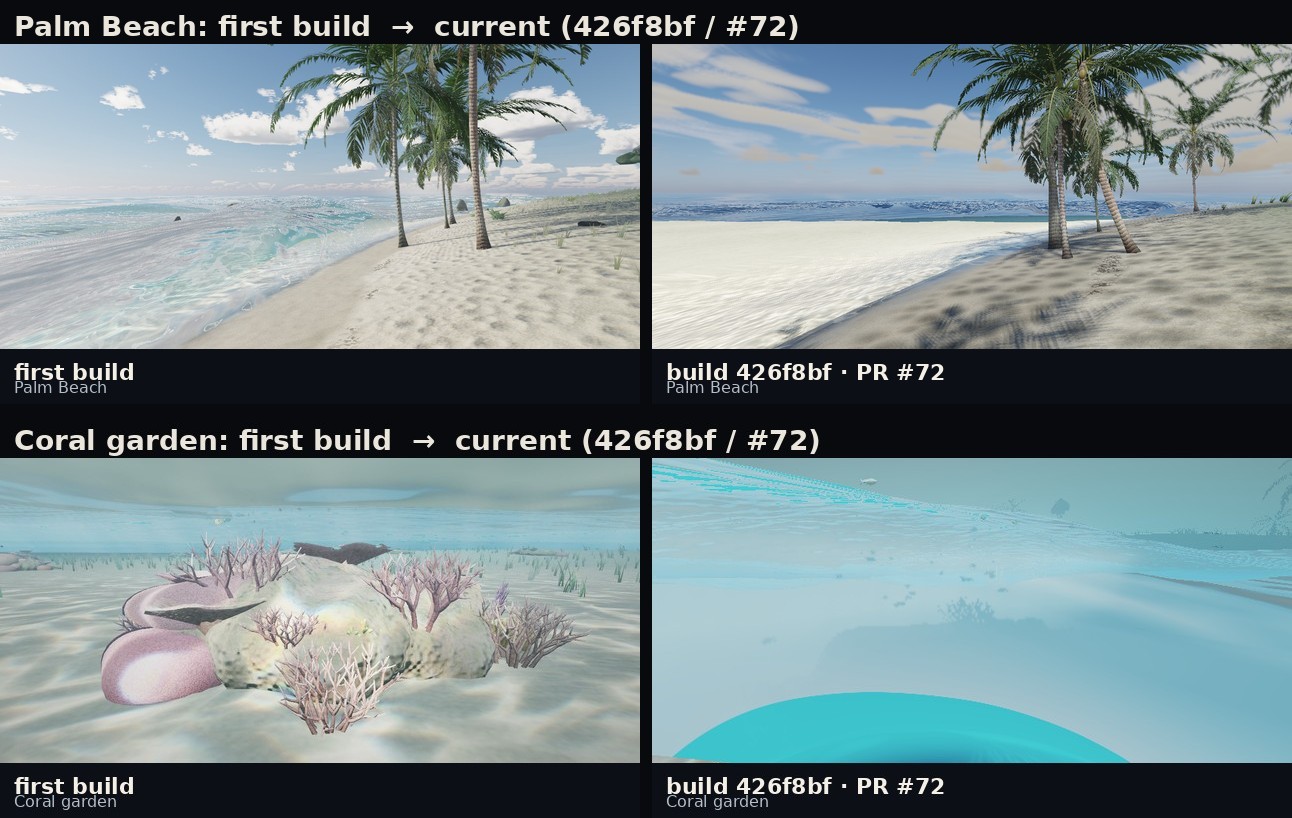 Palm Beach: first build → current (426f8bf / #72)
first build
Palm Beach
build 426f8bf · PR #72
Palm Beach
Coral garden: first build → current (426f8bf / #72)
first build
Coral garden
build 426f8bf · PR #72
Coral garden